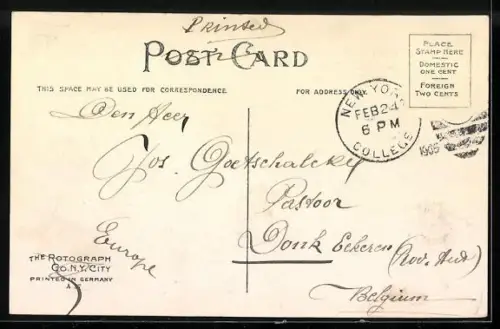 Printed
POST CARD
THIS SPACE MAY BE USED FOR CORRESPONDENCE.
FOR ADDRESS ONLY.
PLACE
STAMP HERE
DOMESTIC
ONE CENT
FOREIGN
TWO CENTS
NEW YORK
FEB 24
6 PM
COLLEGE
1905
Den Heer
Jos. Goetschalckx
Pastoor
Donk Eekeren (Prov. Ant)
Belgium
Europe
THE ROTOGRAPH
CO. N.Y. CITY
PRINTED IN GERMANY